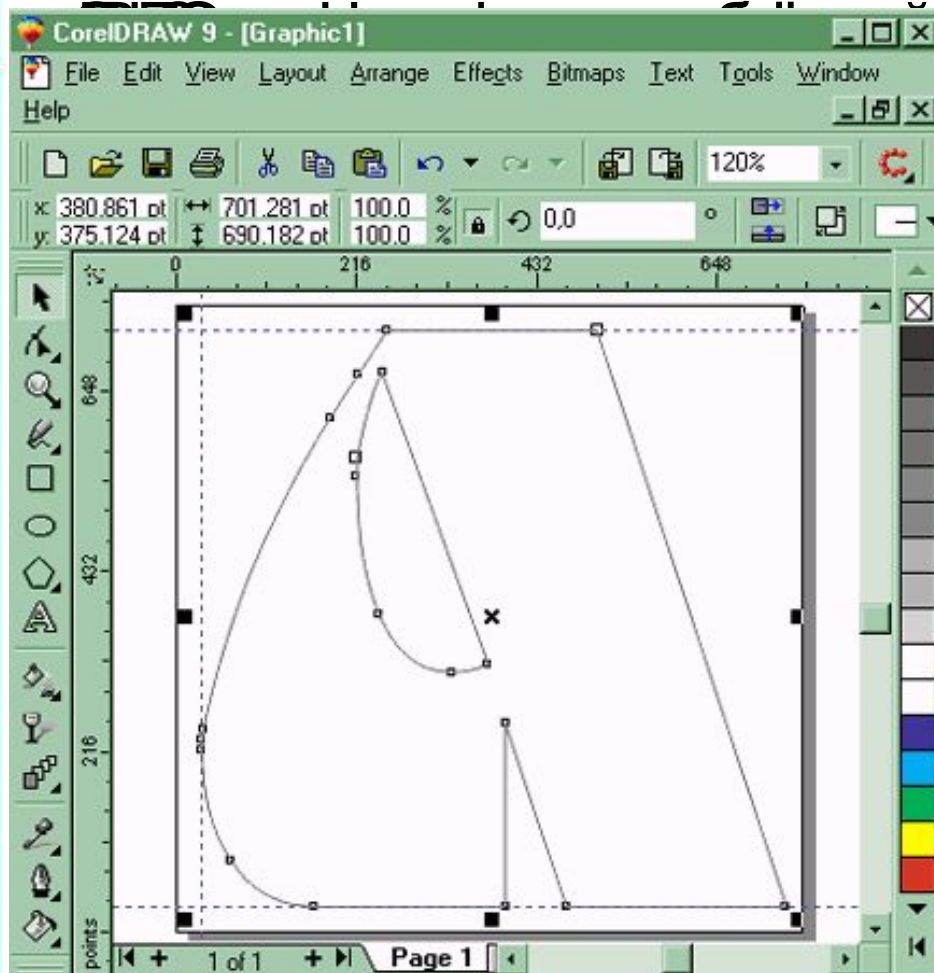 CorelDRAW 9 - [Graphic1]
File Edit View Layout Arrange Effects Bitmaps Text Tools Window
Help
120%
x: 380.861 pt 701.281 pt 100.0 %
y: 375.124 pt 690.182 pt 100.0 % 0,0 °
0 216 432 648
648
432
216
points
1 of 1 Page 1